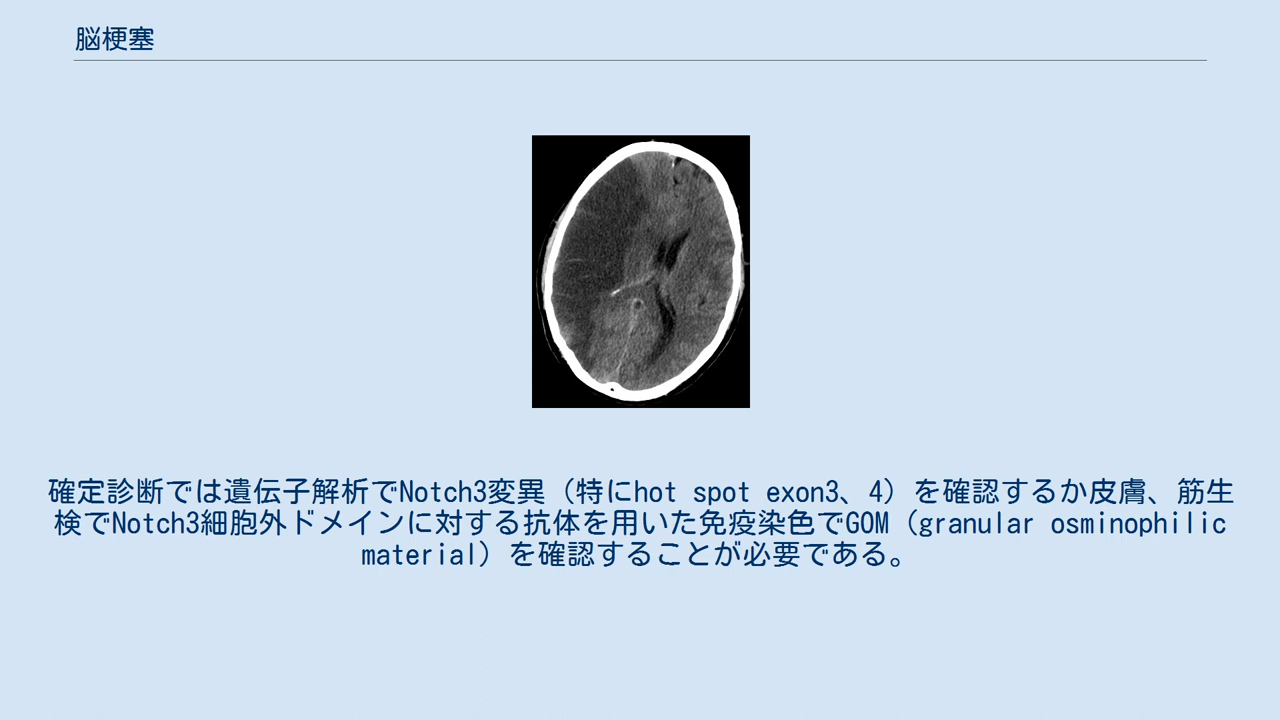 脳梗塞
確定診断では遺伝子解析でNotch3変異（特にhot spot exon3、4）を確認するか皮膚、筋生
検でNotch3細胞外ドメインに対する抗体を用いた免疫染色でGOM（granular osminophilic
material）を確認することが必要である。